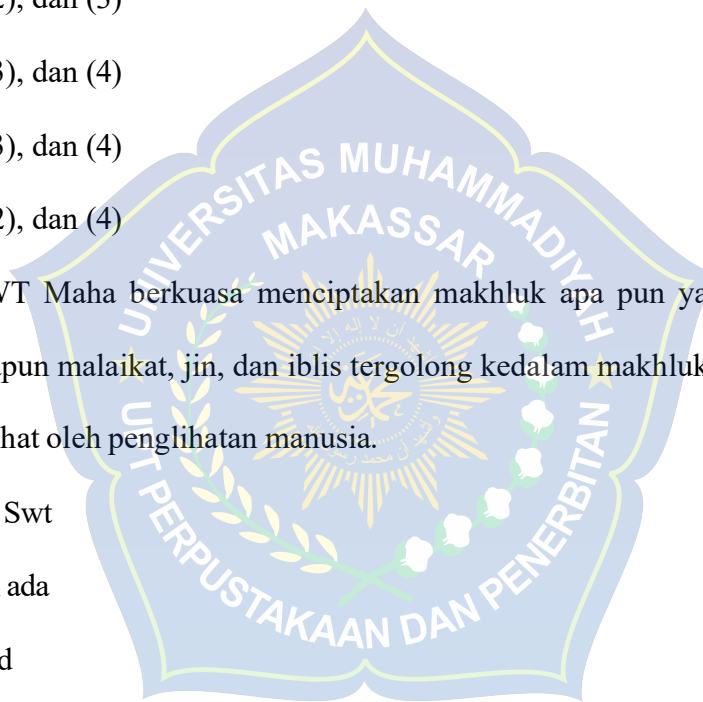 2), dan (3)
3), dan (4)
3), dan (4)
2), dan (4)
WT Maha berkuasa menciptakan makhluk apa pun ya
apun malaikat, jin, dan iblis tergolong kedalam makhluk
ihat oleh penglihatan manusia.
Swt
ada
d
UNIVERSITAS MUHAMMADIYAH
MAKASSAR
UPT PERPUSTAKAAN DAN PENERBITAN